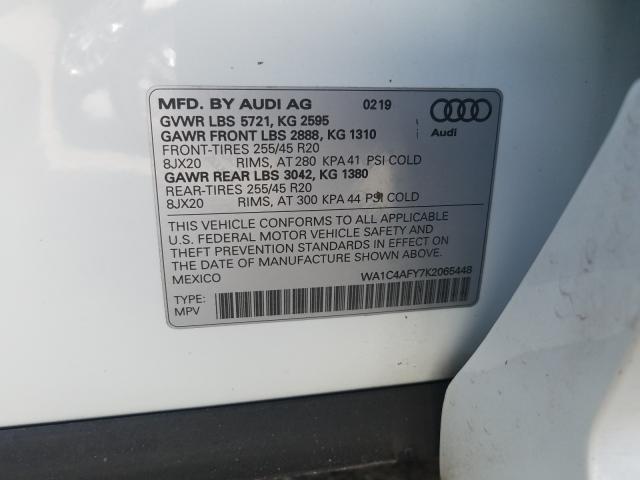 MFD. BY AUDI AG 0219
GVWR LBS 5721, KG 2595
GAWR FRONT LBS 2888, KG 1310
FRONT-TIRES 255/45 R20
8JX20 RIMS, AT 280 KPA 41 PSI COLD
GAWR REAR LBS 3042, KG 1380
REAR-TIRES 255/45 R20
8JX20 RIMS, AT 300 KPA 44 PSI COLD
Audi
THIS VEHICLE CONFORMS TO ALL APPLICABLE
U.S. FEDERAL MOTOR VEHICLE SAFETY AND
THEFT PREVENTION STANDARDS IN EFFECT ON
THE DATE OF MANUFACTURE SHOWN ABOVE.
MEXICO WA1C4AFY7K2065448
TYPE:
MPV